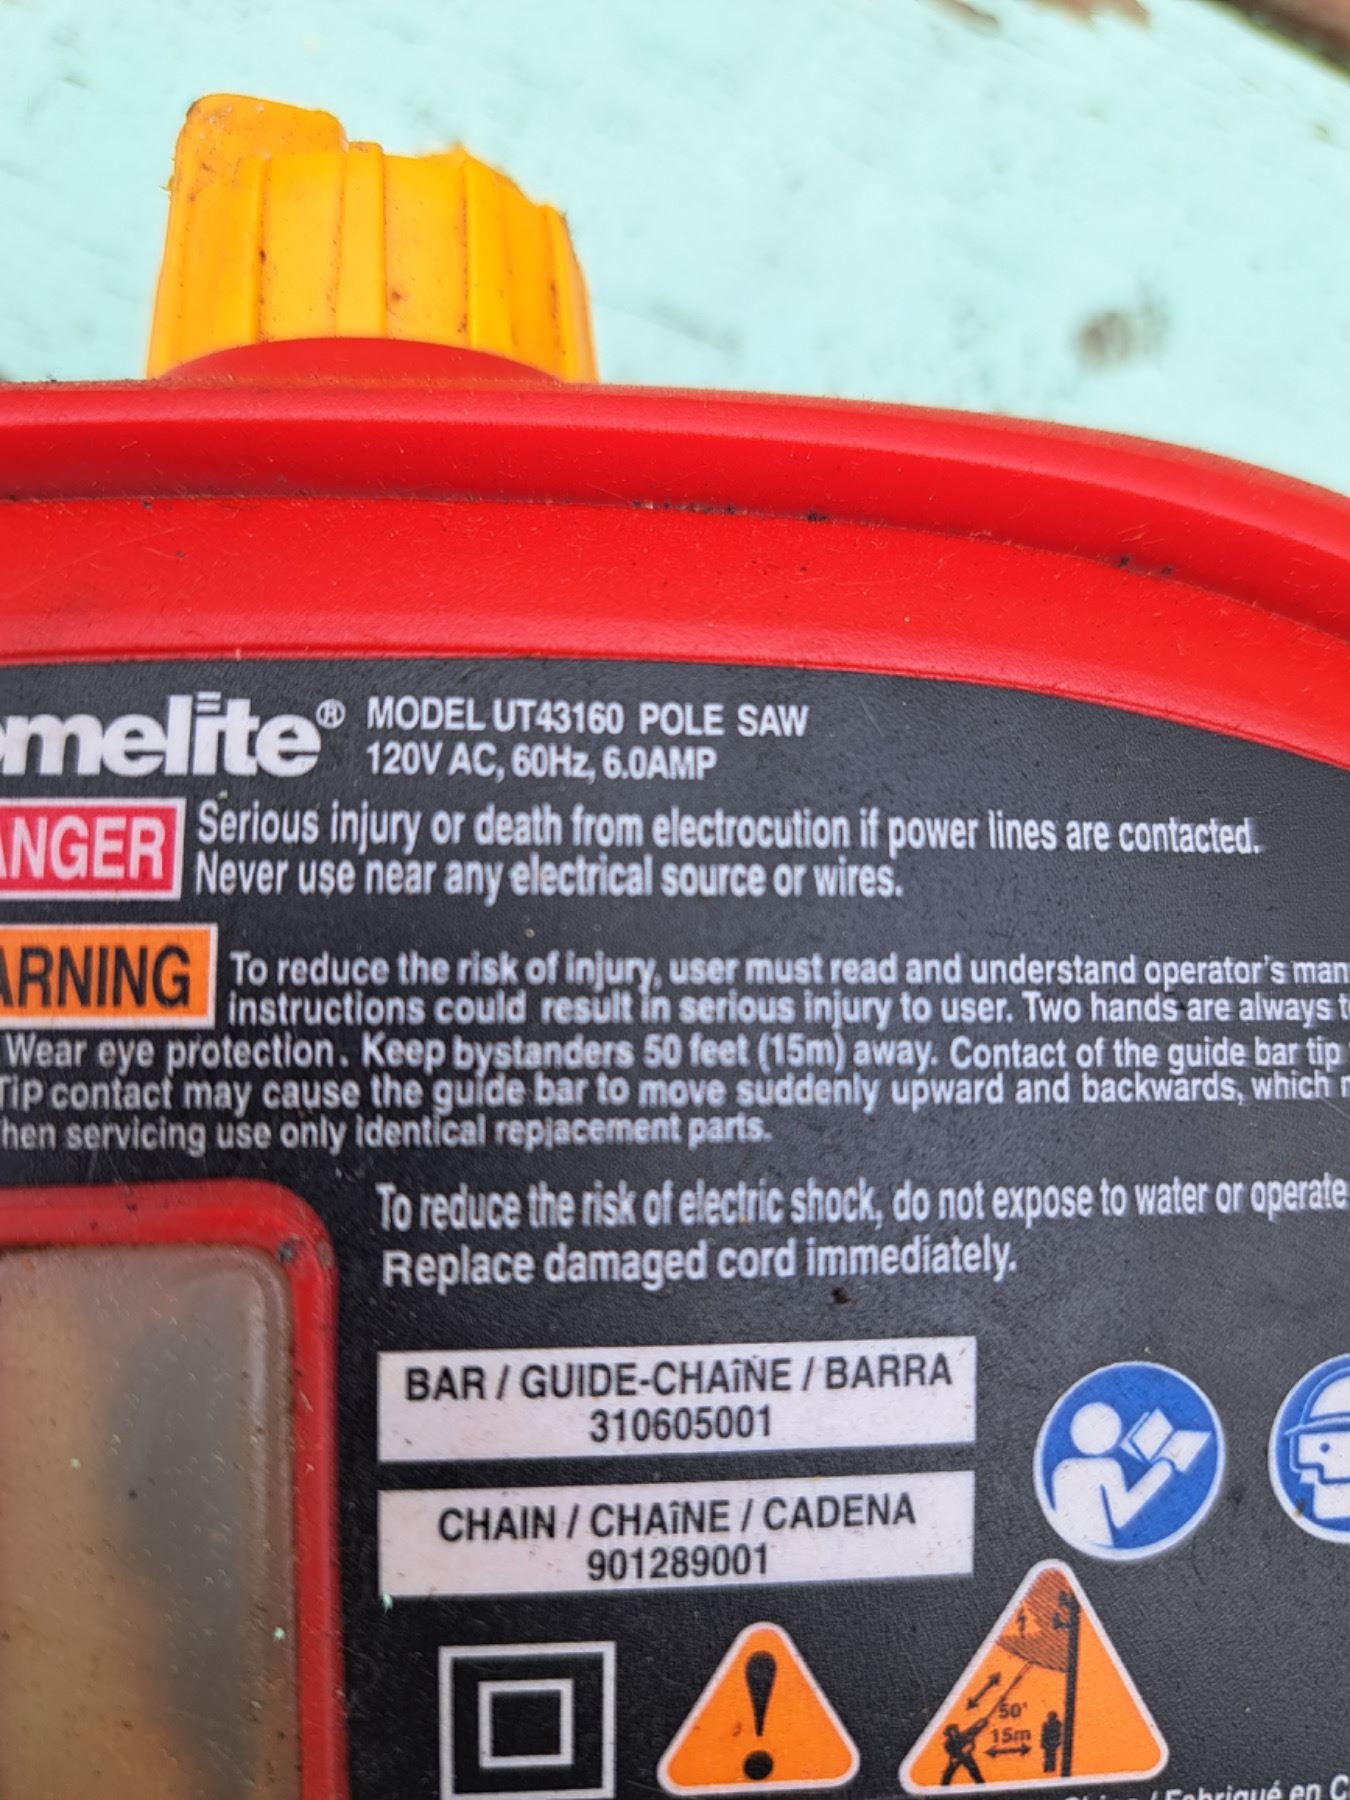 omelite® MODEL UT43160 POLE SAW
120V AC, 60Hz, 6.0AMP
ANGER Serious injury or death from electrocution if power lines are contacted.
Never use near any electrical source or wires.
ARNING To reduce the risk of injury, user must read and understand operator's man
instructions could result in serious injury to user. Two hands are always t
Wear eye protection. Keep bystanders 50 feet (15m) away. Contact of the guide bar tip
Tip contact may cause the guide bar to move suddenly upward and backwards, which
hen servicing use only identical replacement parts.
To reduce the risk of electric shock, do not expose to water or operate
Replace damaged cord immediately.
BAR / GUIDE-CHAîNE / BARRA
310605001
CHAIN / CHAîNE / CADENA
901289001
50'
15m
China / Fabriqué en C